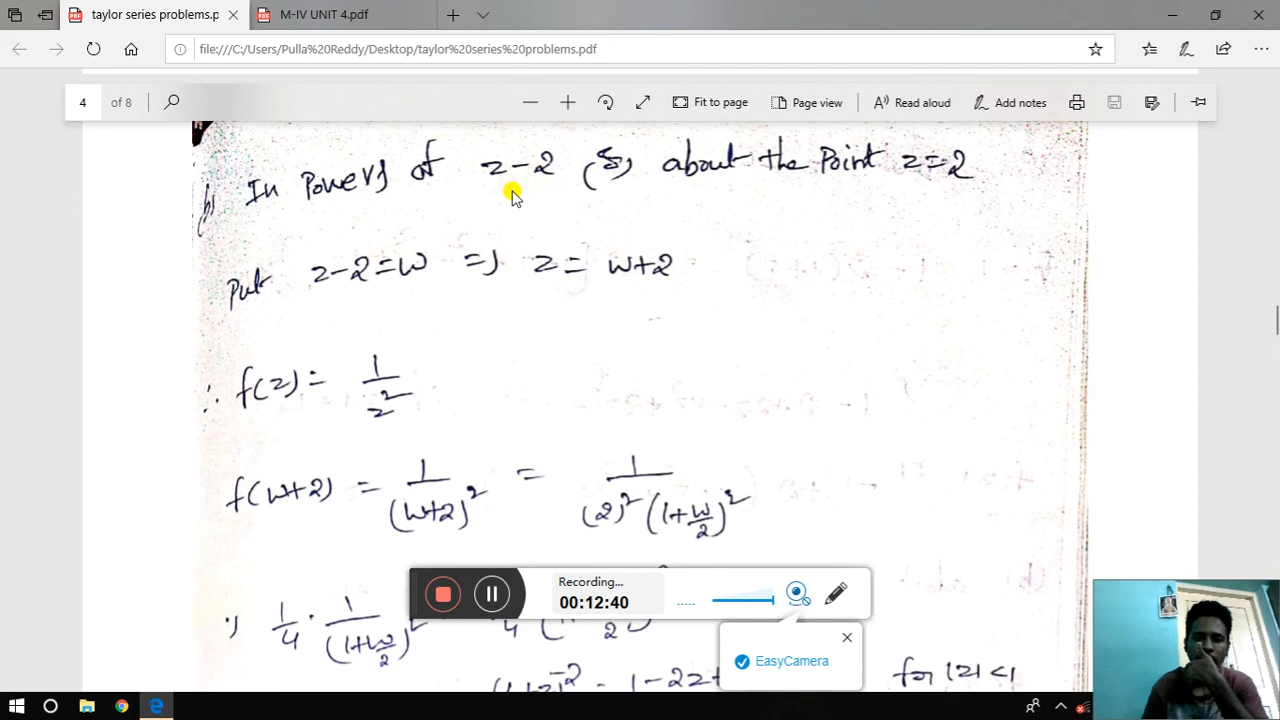 taylor series problems.p
M-IV UNIT 4.pdf
file:///C:/Users/Pulla%20Reddy/Desktop/taylor%20series%20problems.pdf
4 of 8
Fit to page
Page view
Read aloud
Add notes
In Powers of z-2 (or) about the Point z=2
Put z-2=w => z= w+2
∴ f(z) = 1/z²
f(w+2) = 1/(w+2)² = 1/((2)²(1+w/2)²)
1/4 · 1/(1+w/2)²
for |z|<1
Recording...
00:12:40
EasyCamera